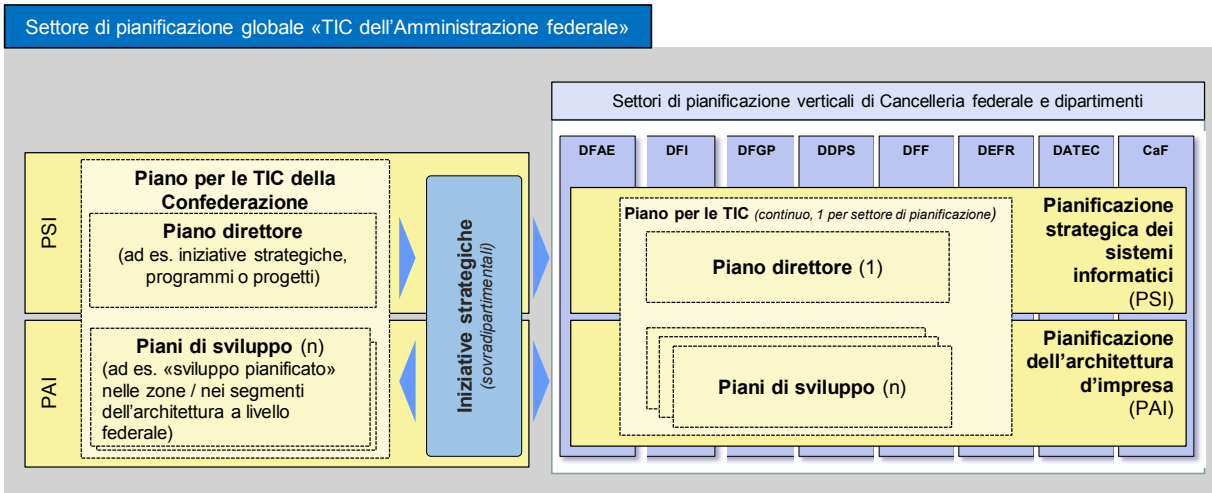 Settore di pianificazione globale «TIC dell’Amministrazione federale»
Settori di pianificazione verticali di Cancelleria federale e dipartimenti
DFAE
DFI
DFGP
DDPS
DFF
DEFR
DATEC
CaF
PSI
Piano per le TIC della
Confederazione
Piano direttore
(ad es. iniziative strategiche,
programmi o progetti)
PAI
Piani di sviluppo (n)
(ad es. «sviluppo pianificato»
nelle zone / nei segmenti
dell’architettura a livello
federale)
Iniziative strategiche
(sovradipartimentali)
Piano per le TIC (continuo, 1 per settore di pianificazione)
Piano direttore (1)
Piani di sviluppo (n)
Pianificazione
strategica dei
sistemi
informatici
(PSI)
Pianificazione
dell’architettura
d’impresa
(PAI)